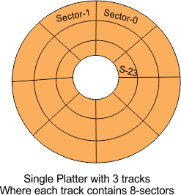 Sector-1 Sector-0
S-23
Single Platter with 3 tracks
Where each track contains 8-sectors